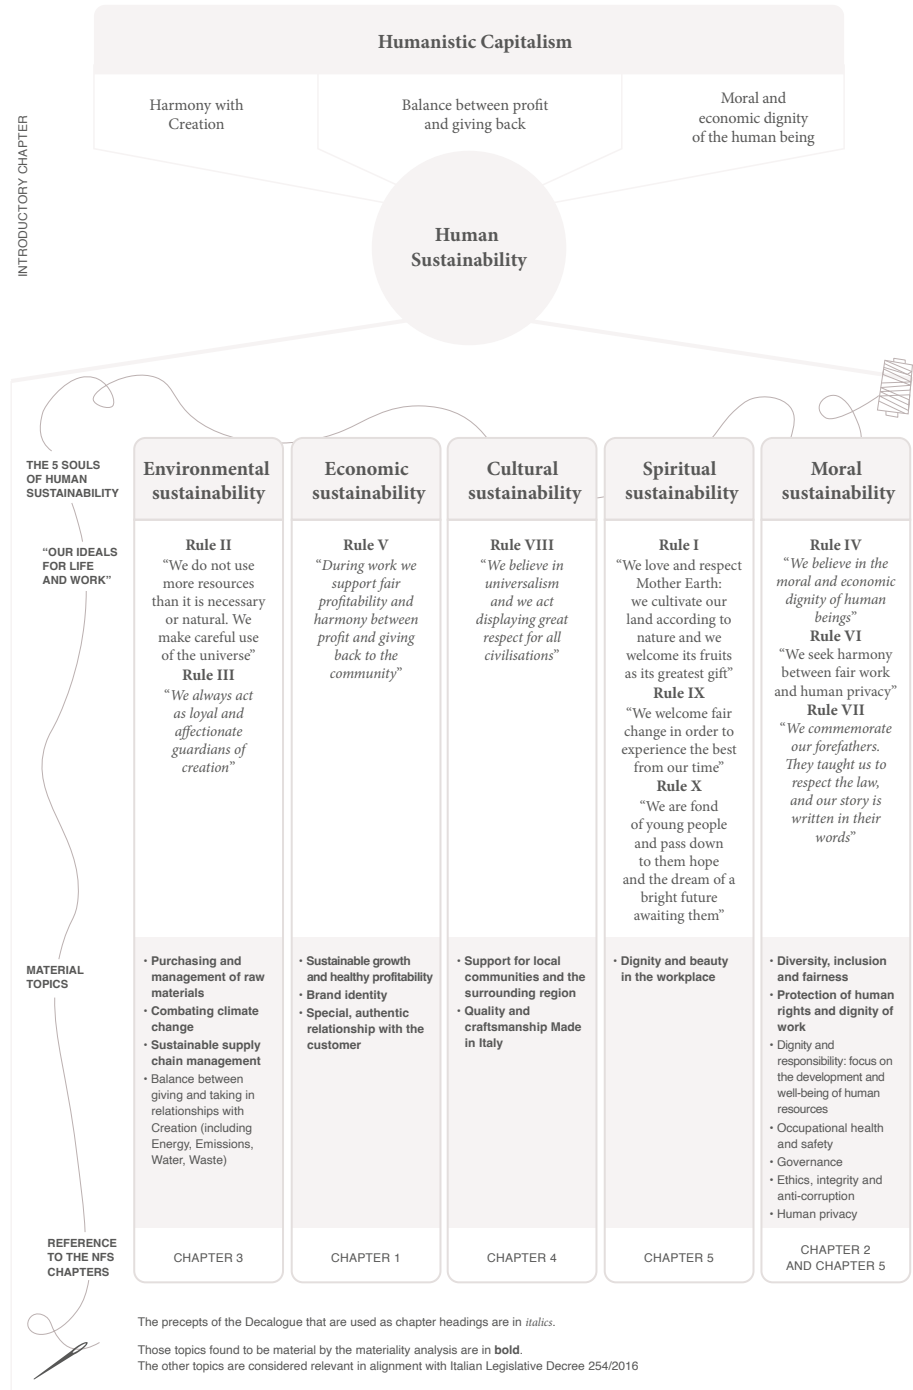 Humanistic Capitalism
Harmony with
Creation
Balance between profit
and giving back
Moral and
economic dignity
of the human being
INTRODUCTORY CHAPTER
Human
Sustainability
THE 5 SOULS
OF HUMAN
SUSTAINABILITY
Environmental
sustainability
Economic
sustainability
Cultural
sustainability
Spiritual
sustainability
Moral
sustainability
“OUR IDEALS
FOR LIFE
AND WORK”
Rule II
“We do not use
more resources
than it is necessary
or natural. We
make careful use
of the universe”
Rule III
“We always act
as loyal and
affectionate
guardians of
creation”
Rule V
“During work we
support fair
profitability and
harmony between
profit and giving
back to the
community”
Rule VIII
“We believe in
universalism
and we act
displaying great
respect for all
civilisations”
Rule I
“We love and respect
Mother Earth:
we cultivate our
land according to
nature and we
welcome its fruits
as its greatest gift”
Rule IX
“We welcome fair
change in order to
experience the best
from our time”
Rule X
“We are fond
of young people
and pass down
to them hope
and the dream of a
bright future
awaiting them”
Rule IV
“We believe in the
moral and economic
dignity of human
beings”
Rule VI
“We seek harmony
between fair work
and human privacy”
Rule VII
“We commemorate
our forefathers.
They taught us to
respect the law,
and our story is
written in their
words”
MATERIAL
TOPICS
• Purchasing and
management of raw
materials
• Combating climate
change
• Sustainable supply
chain management
• Balance between
giving and taking in
relationships with
Creation (including
Energy, Emissions,
Water, Waste)
• Sustainable growth
and healthy profitability
• Brand identity
• Special, authentic
relationship with the
customer
• Support for local
communities and the
surrounding region
• Quality and
craftsmanship Made
in Italy
• Dignity and beauty
in the workplace
• Diversity, inclusion
and fairness
• Protection of human
rights and dignity of
work
• Dignity and
responsibility: focus on
the development and
well-being of human
resources
• Occupational health
and safety
• Governance
• Ethics, integrity and
anti-corruption
• Human privacy
REFERENCE
TO THE NFS
CHAPTERS
CHAPTER 3
CHAPTER 1
CHAPTER 4
CHAPTER 5
CHAPTER 2
AND CHAPTER 5
The precepts of the Decalogue that are used as chapter headings are in italics.
Those topics found to be material by the materiality analysis are in bold.
The other topics are considered relevant in alignment with Italian Legislative Decree 254/2016